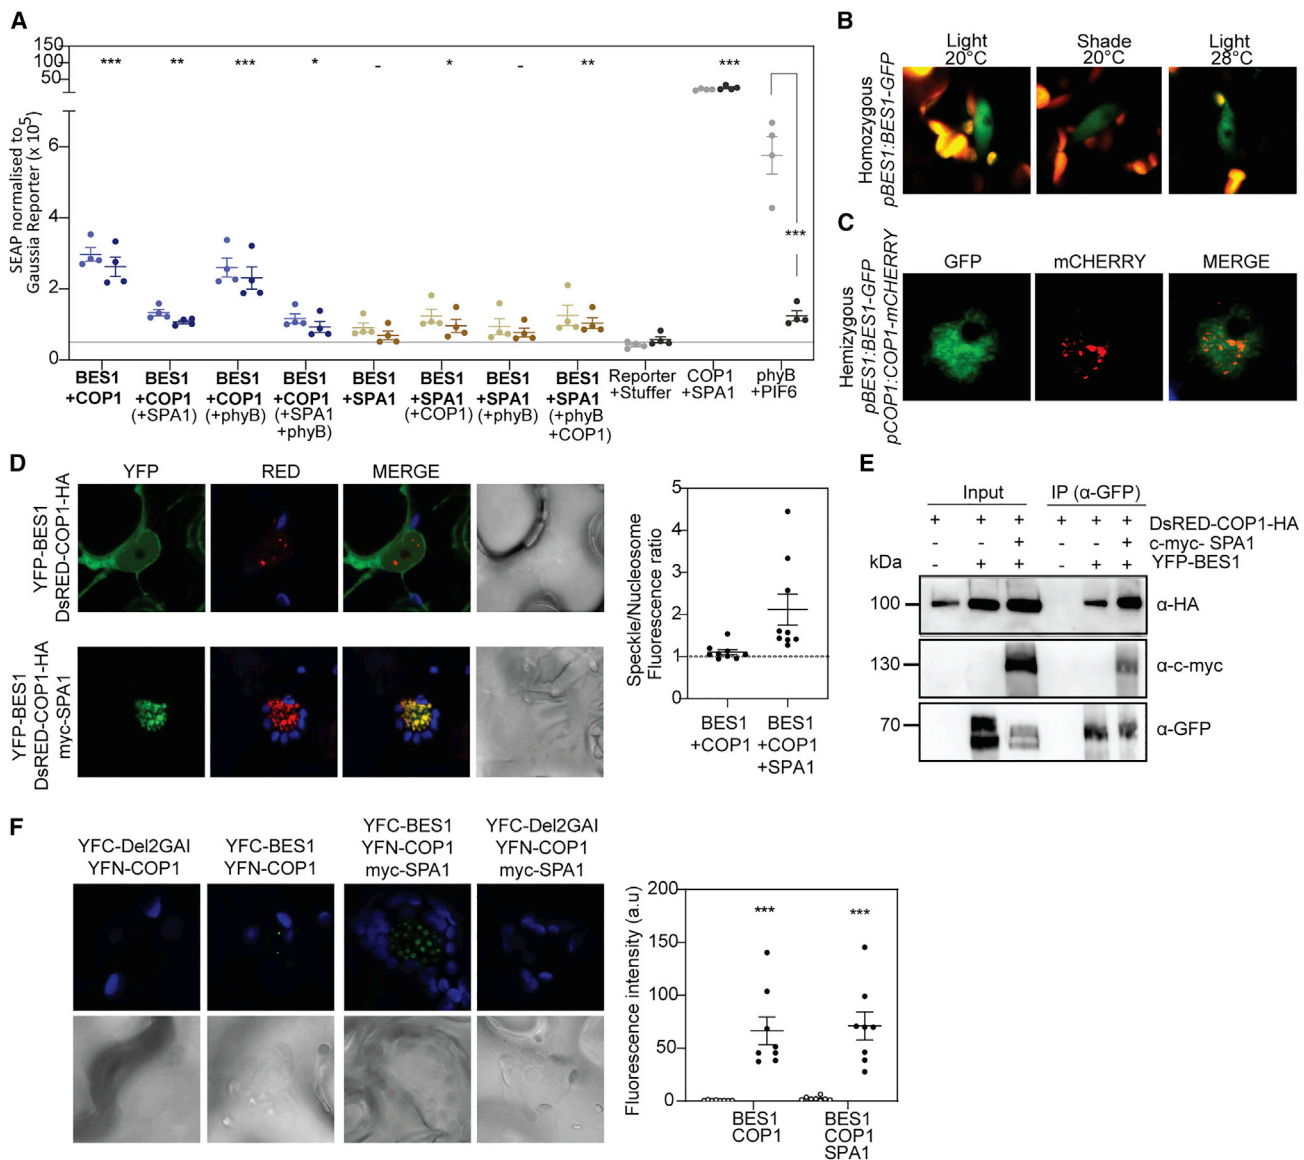 A
SEAP normalised to
Gaussia Reporter (x 10⁵)
150
100
50
6
4
2
0
***
**
***
*
-
*
-
**
***
***
BES1
+COP1
BES1
+COP1
(+SPA1)
BES1
+COP1
(+phyB)
BES1
+COP1
(+SPA1
+phyB)
BES1
+SPA1
BES1
+SPA1
(+COP1)
BES1
+SPA1
(+phyB)
BES1
+SPA1
(+phyB
+COP1)
Reporter
+Stuffer
COP1
+SPA1
phyB
+PIF6
B
Light
20°C
Shade
20°C
Light
28°C
Homozygous
pBES1:BES1-GFP
C
GFP
mCHERRY
MERGE
Hemizygous
pBES1:BES1-GFP
pCOP1:COP1-mCHERRY
D
YFP
RED
MERGE
YFP-BES1
DsRED-COP1-HA
YFP-BES1
DsRED-COP1-HA
myc-SPA1
Speckle/Nucleosome
Fluorescence ratio
5
4
3
2
1
0
BES1
+COP1
BES1
+COP1
+SPA1
E
Input
IP (α-GFP)
+ + + + + + DsRED-COP1-HA
- - + - - + c-myc- SPA1
- + + - + + YFP-BES1
kDa
100
α-HA
130
α-c-myc
70
α-GFP
F
YFC-Del2GAI
YFN-COP1
YFC-BES1
YFN-COP1
YFC-BES1
YFN-COP1
myc-SPA1
YFC-Del2GAI
YFN-COP1
myc-SPA1
Fluorescence intensity (a.u)
200
150
100
50
0
***
***
BES1
COP1
BES1
COP1
SPA1